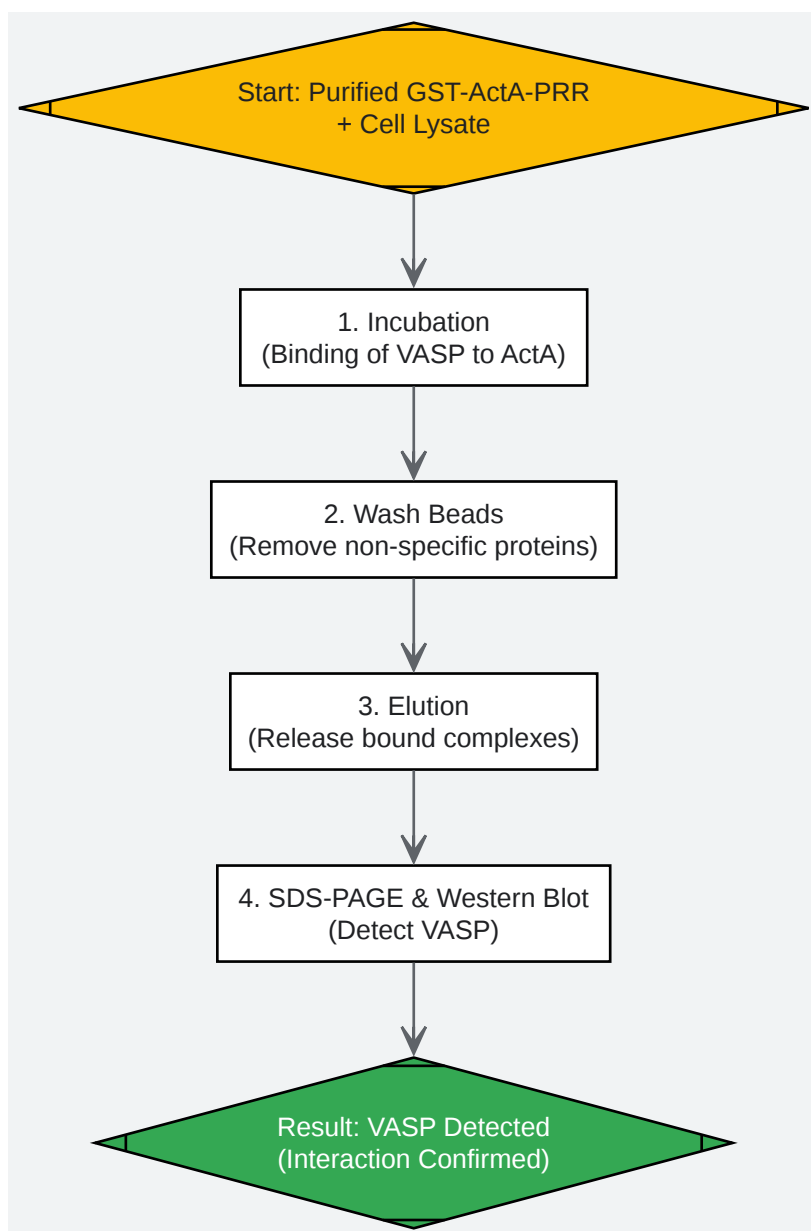 Start: Purified GST-ActA-PRR
+ Cell Lysate
1. Incubation
(Binding of VASP to ActA)
2. Wash Beads
(Remove non-specific proteins)
3. Elution
(Release bound complexes)
4. SDS-PAGE & Western Blot
(Detect VASP)
Result: VASP Detected
(Interaction Confirmed)